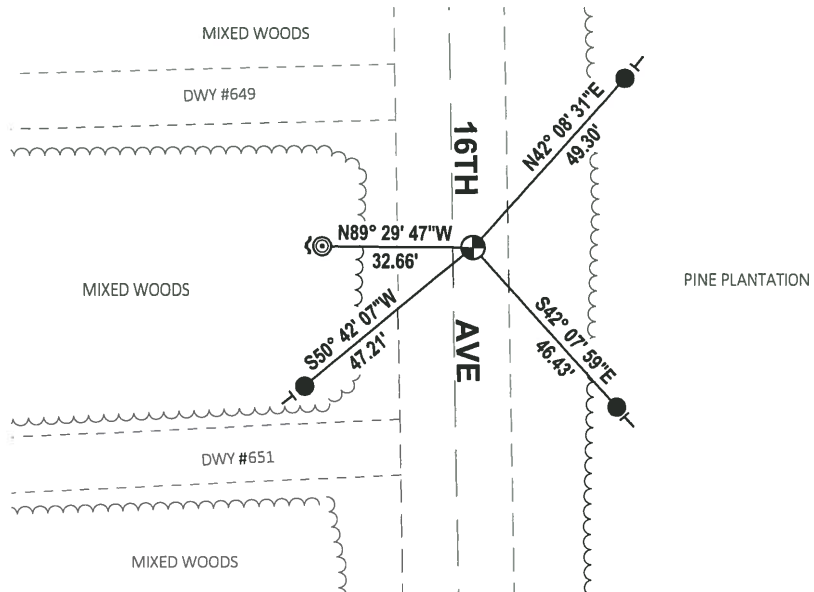 MIXED WOODS
DWY #649
16TH
N42° 08' 31"E
49.30'
N89° 29' 47"W
32.66'
MIXED WOODS
PINE PLANTATION
S50° 42' 07"W
47.21'
AVE
S42° 07' 59"E
46.43'
DWY #651
MIXED WOODS